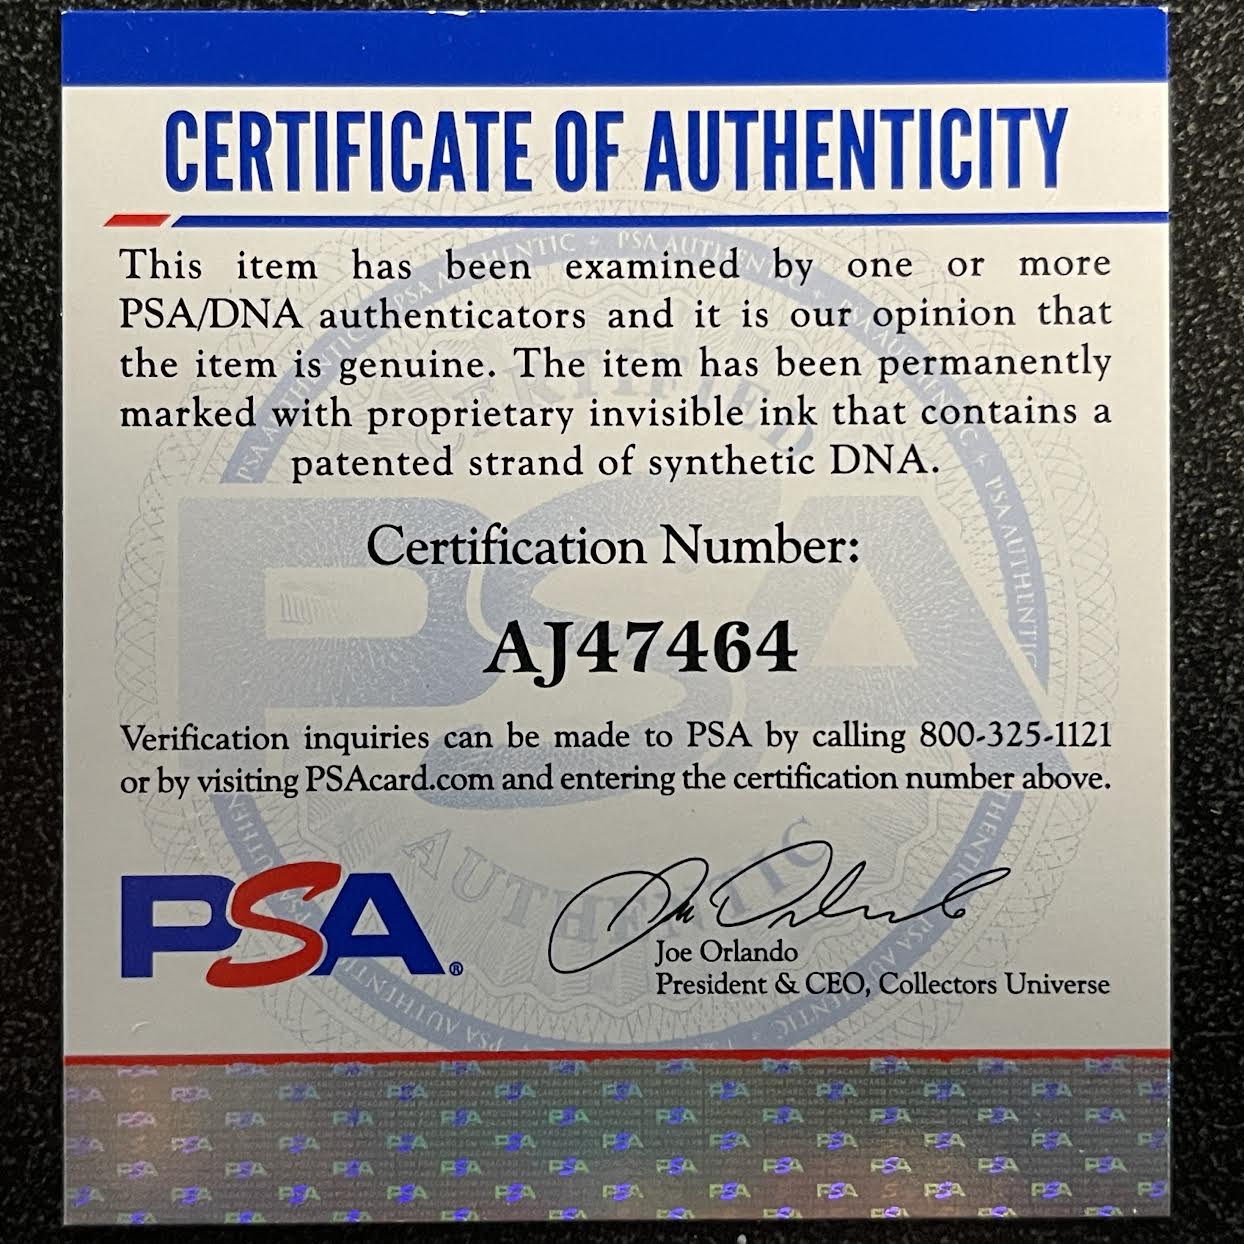 CERTIFICATE OF AUTHENTICITY
This item has been examined by one or more
PSA/DNA authenticators and it is our opinion that
the item is genuine. The item has been permanently
marked with proprietary invisible ink that contains a
patented strand of synthetic DNA.
Certification Number:
AJ47464
Verification inquiries can be made to PSA by calling 800-325-1121
or by visiting PSAcard.com and entering the certification number above.
PSA®
Joe Orlando
President & CEO, Collectors Universe